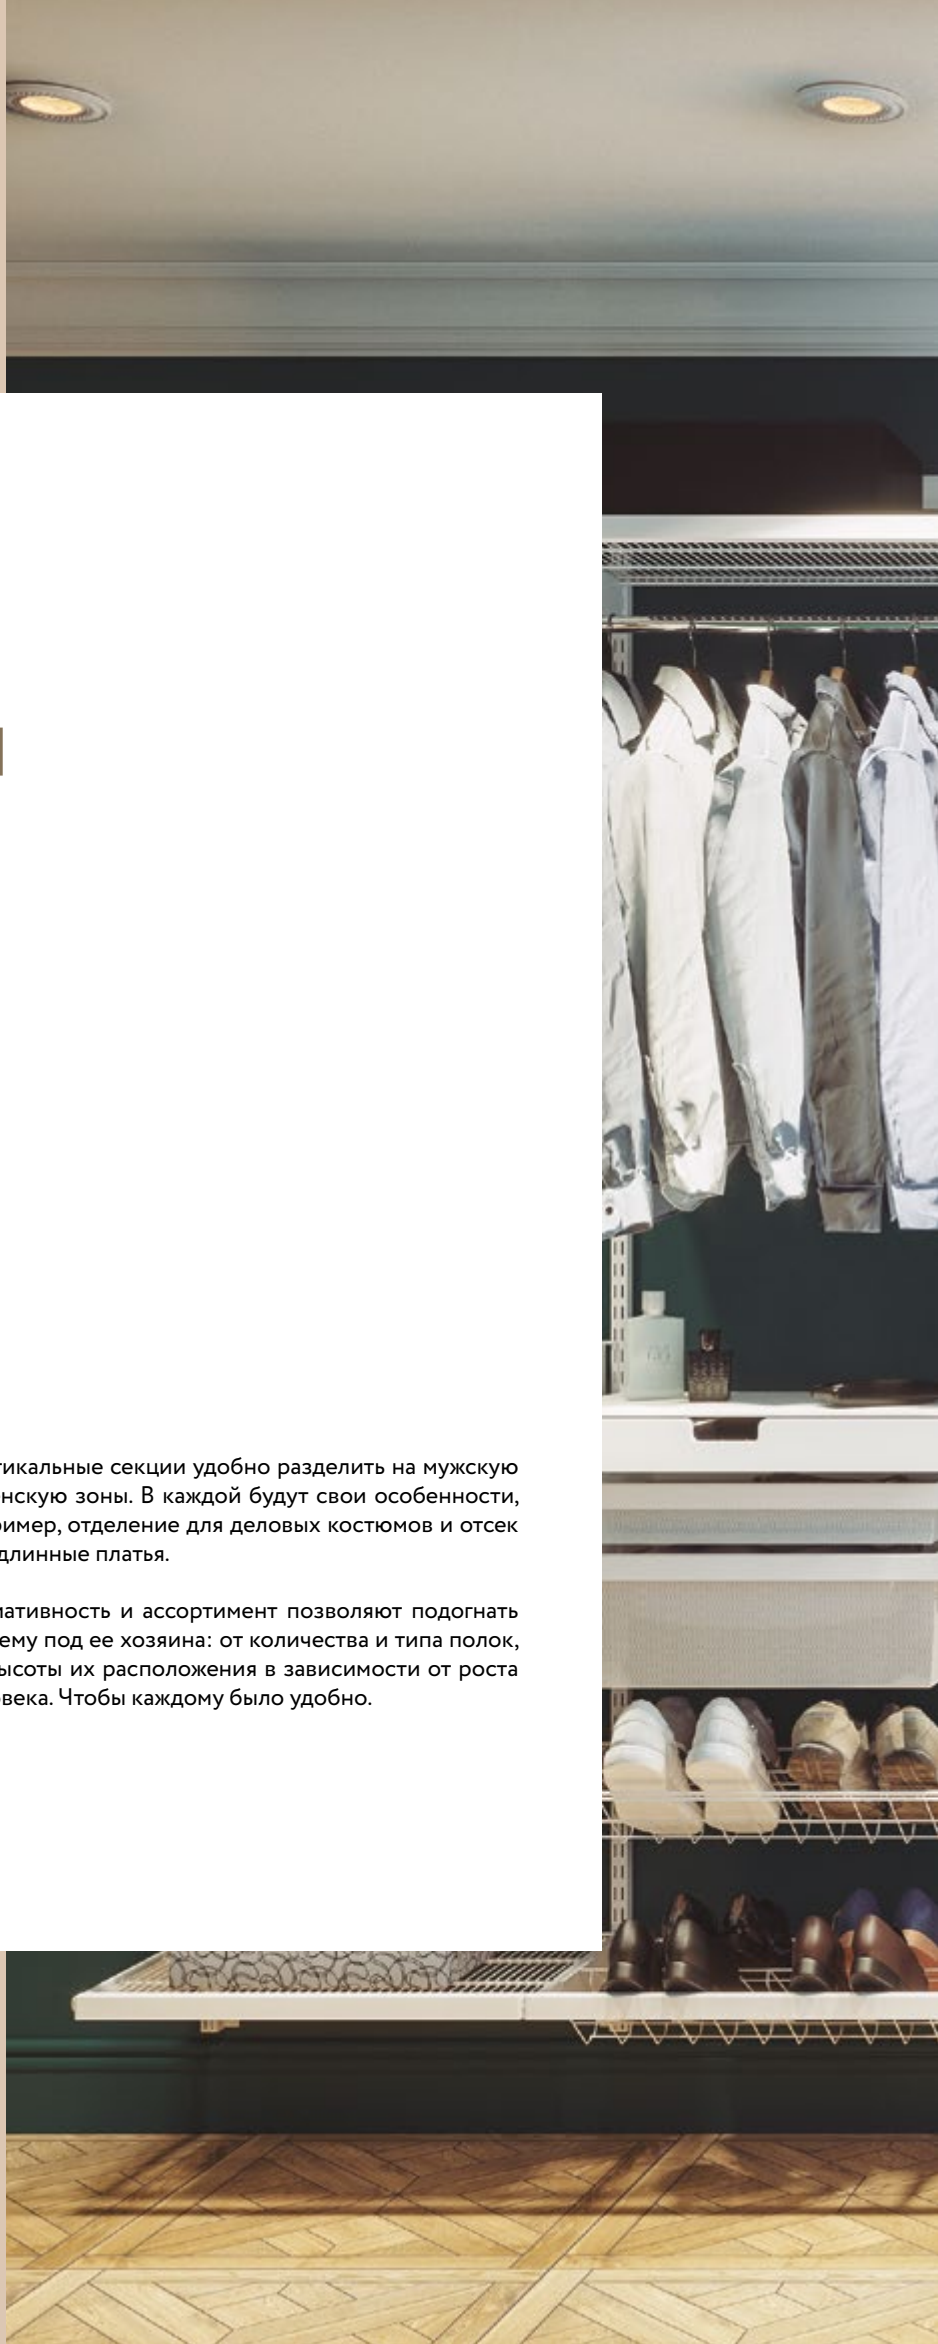 тикальные секции удобно разделить на мужскую
нскую зоны. В каждой будут свои особенности,
ример, отделение для деловых костюмов и отсек
длинные платья.
мативность и ассортимент позволяют подогнать
ему под ее хозяина: от количества и типа полок,
ысоты их расположения в зависимости от роста
века. Чтобы каждому было удобно.